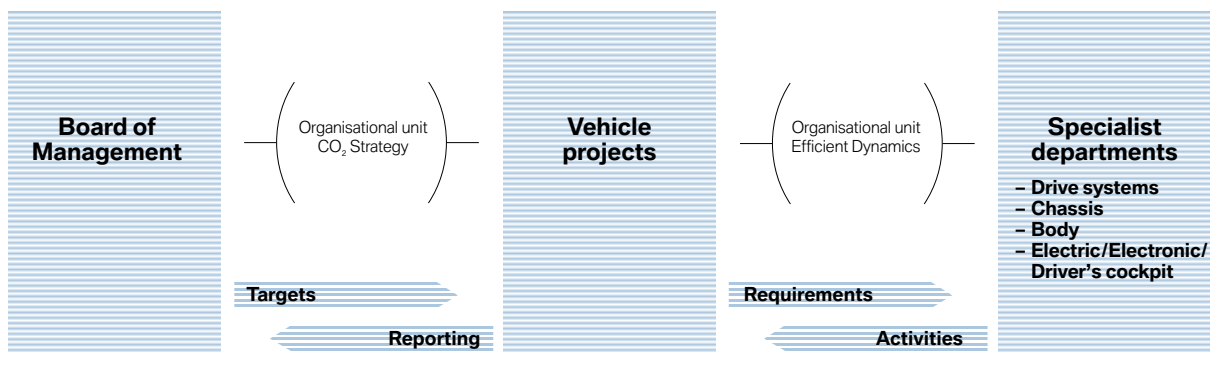 Board of
Management
Organisational unit
CO₂ Strategy
Targets
Reporting
Vehicle
projects
Organisational unit
Efficient Dynamics
Requirements
Activities
Specialist
departments
– Drive systems
– Chassis
– Body
– Electric/Electronic/
Driver's cockpit